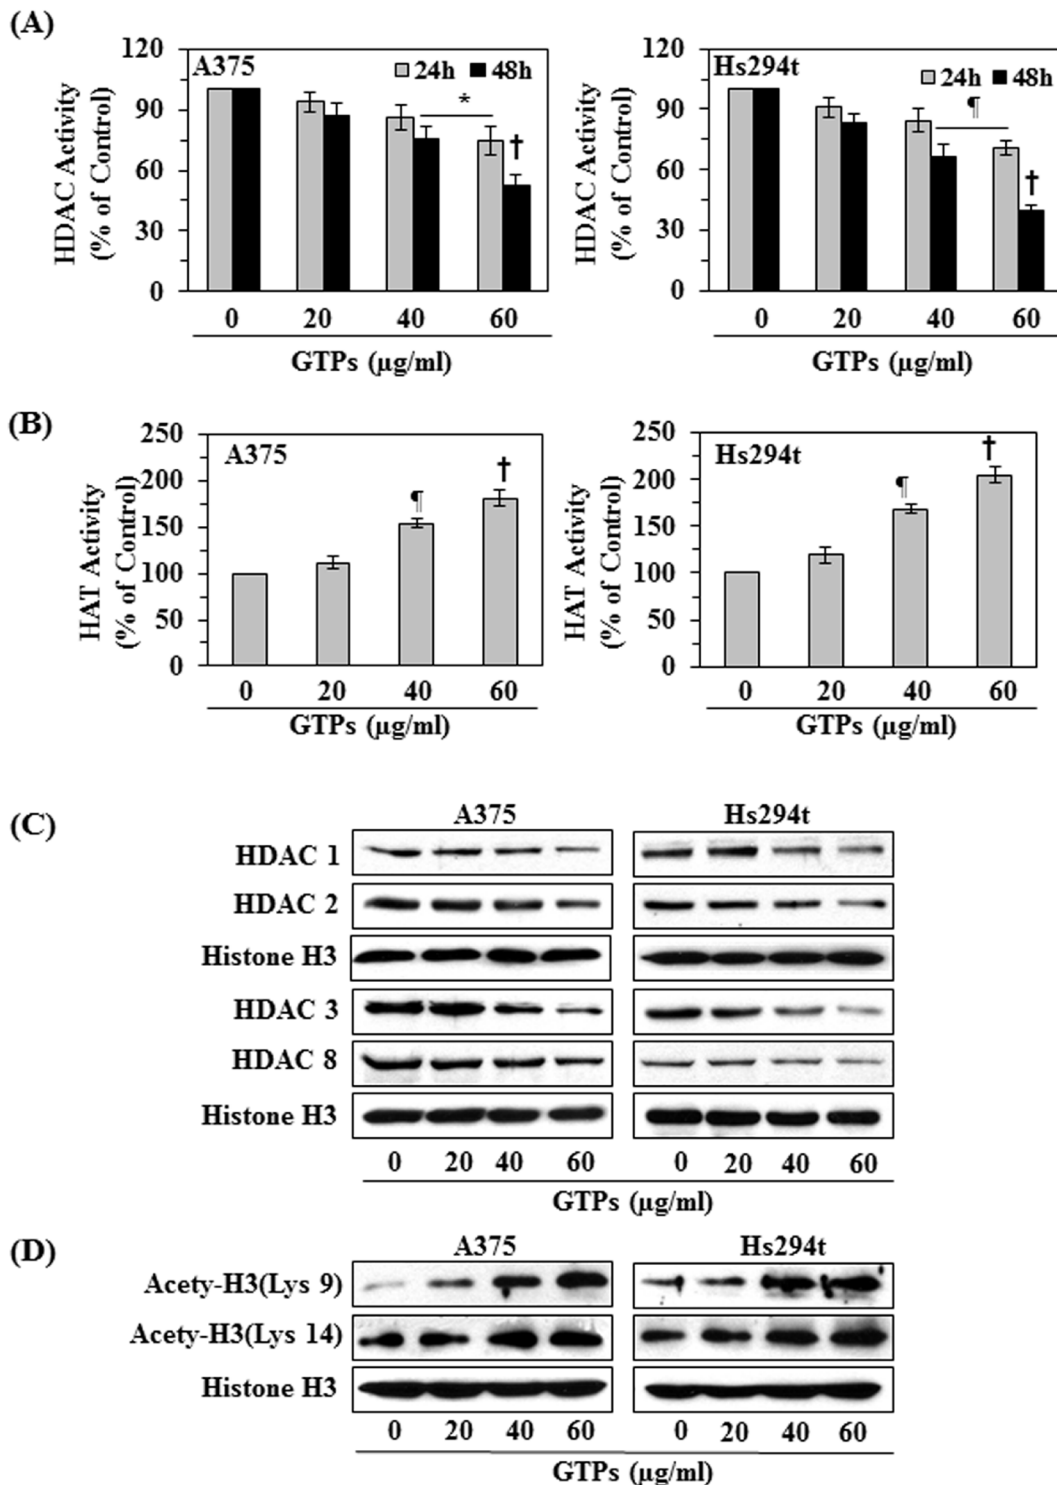 (A)
A375
24h 48h
*
†
HDAC Activity
(% of Control)
120
90
60
30
0
0 20 40 60
GTPs (µg/ml)
Hs294t
24h 48h
¶
†
HDAC Activity
(% of Control)
120
90
60
30
0
0 20 40 60
GTPs (µg/ml)
(B)
A375
¶
†
HAT Activity
(% of Control)
250
200
150
100
50
0
0 20 40 60
GTPs (µg/ml)
Hs294t
¶
†
HAT Activity
(% of Control)
250
200
150
100
50
0
0 20 40 60
GTPs (µg/ml)
(C)
A375 Hs294t
HDAC 1
HDAC 2
Histone H3
HDAC 3
HDAC 8
Histone H3
0 20 40 60 0 20 40 60
GTPs (µg/ml)
(D)
A375 Hs294t
Acety-H3(Lys 9)
Acety-H3(Lys 14)
Histone H3
0 20 40 60 0 20 40 60
GTPs (µg/ml)